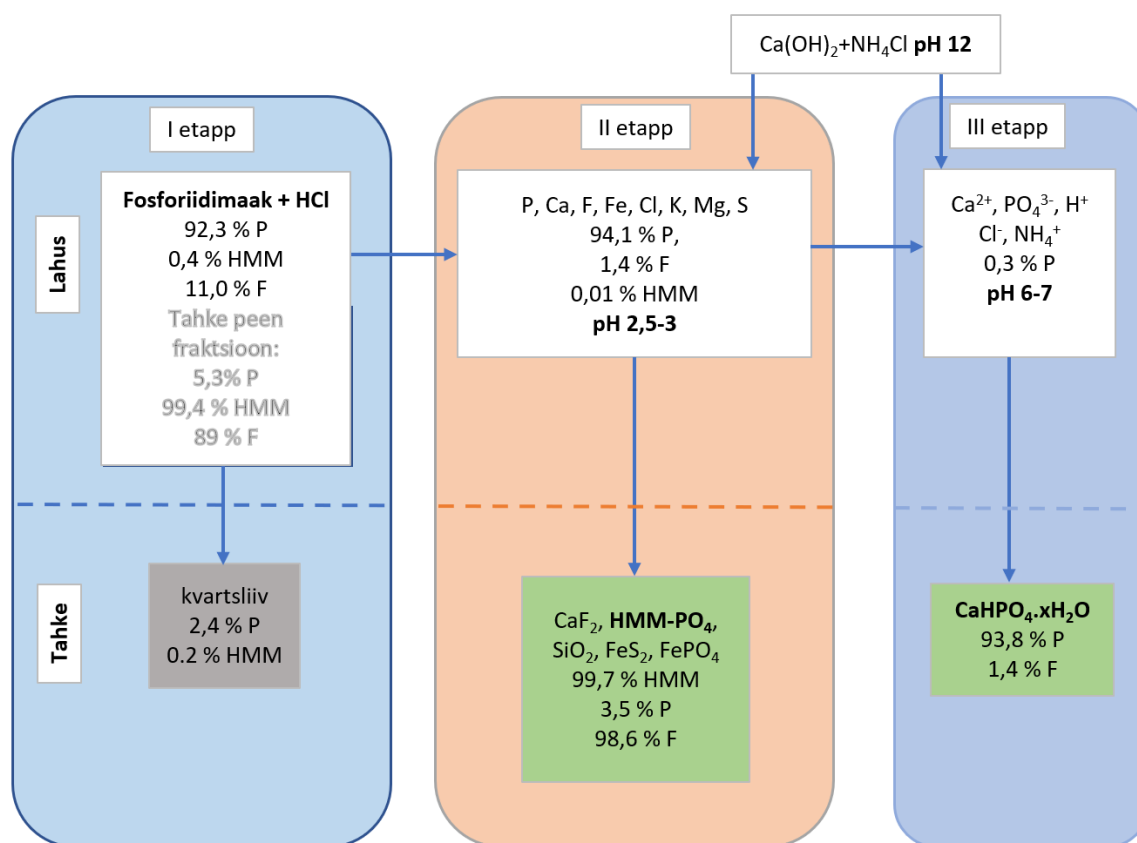 Ca(OH)₂+NH₄Cl pH 12
I etapp
II etapp
III etapp
Lahus
Fosforiidimaak + HCl
92,3 % P
0,4 % HMM
11,0 % F
Tahke peen
fraktsioon:
5,3% P
99,4 % HMM
89 % F
P, Ca, F, Fe, Cl, K, Mg, S
94,1 % P,
1,4 % F
0,01 % HMM
pH 2,5-3
Ca²⁺, PO₄³⁻, H⁺
Cl⁻, NH₄⁺
0,3 % P
pH 6-7
Tahke
kvartsliiv
2,4 % P
0.2 % HMM
CaF₂, HMM-PO₄,
SiO₂, FeS₂, FePO₄
99,7 % HMM
3,5 % P
98,6 % F
CaHPO₄.xH₂O
93,8 % P
1,4 % F